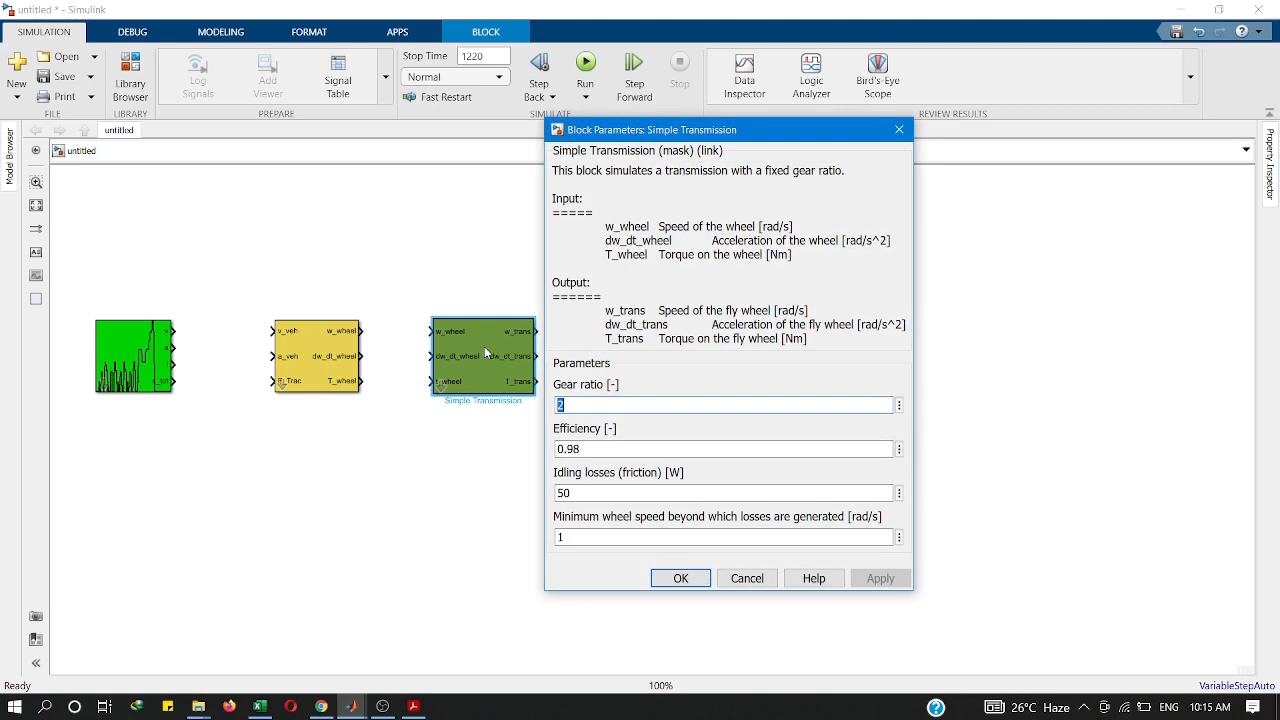 untitled * - Simulink
SIMULATION
DEBUG
MODELING
FORMAT
APPS
BLOCK
New
Open
Save
Print
FILE
Library
Browser
LIBRARY
Log
Signals
Add
Viewer
Signal
Table
PREPARE
Stop Time 1220
Normal
Fast Restart
Step
Back
Run
Step
Forward
Stop
SIMULATE
Data
Inspector
Logic
Analyzer
Bird's-Eye
Scope
REVIEW RESULTS
Model Browser
untitled
untitled
Property Inspector
v
v_veh
a_veh
w_wheel
dw_dt_wheel
T_wheel
w_wheel
dw_dt_wheel
w_trans
dw_dt_trans
T_trans
Simple Transmission
Block Parameters: Simple Transmission
Simple Transmission (mask) (link)
This block simulates a transmission with a fixed gear ratio.
Input:
=====
w_wheel Speed of the wheel [rad/s]
dw_dt_wheel Acceleration of the wheel [rad/s^2]
T_wheel Torque on the wheel [Nm]
Output:
======
w_trans Speed of the fly wheel [rad/s]
dw_dt_trans Acceleration of the fly wheel [rad/s^2]
T_trans Torque on the fly wheel [Nm]
Parameters
Gear ratio [-]
2
Efficiency [-]
0.98
Idling losses (friction) [W]
50
Minimum wheel speed beyond which losses are generated [rad/s]
1
OK
Cancel
Help
Apply
Ready
100%
VariableStepAuto
26°C Haze
ENG
10:15 AM